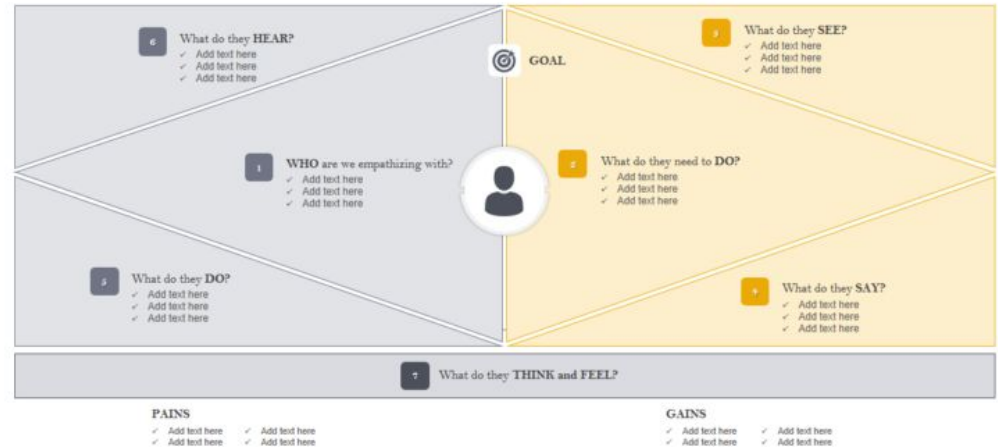 6
What do they HEAR?
✓ Add text here
✓ Add text here
✓ Add text here
GOAL
3
What do they SEE?
✓ Add text here
✓ Add text here
✓ Add text here
1
WHO are we empathizing with?
✓ Add text here
✓ Add text here
✓ Add text here
What do they need to DO?
✓ Add text here
✓ Add text here
✓ Add text here
5
What do they DO?
✓ Add text here
✓ Add text here
✓ Add text here
What do they SAY?
✓ Add text here
✓ Add text here
✓ Add text here
7
What do they THINK and FEEL?
PAINS
✓ Add text here ✓ Add text here
✓ Add text here ✓ Add text here
GAINS
✓ Add text here ✓ Add text here
✓ Add text here ✓ Add text here